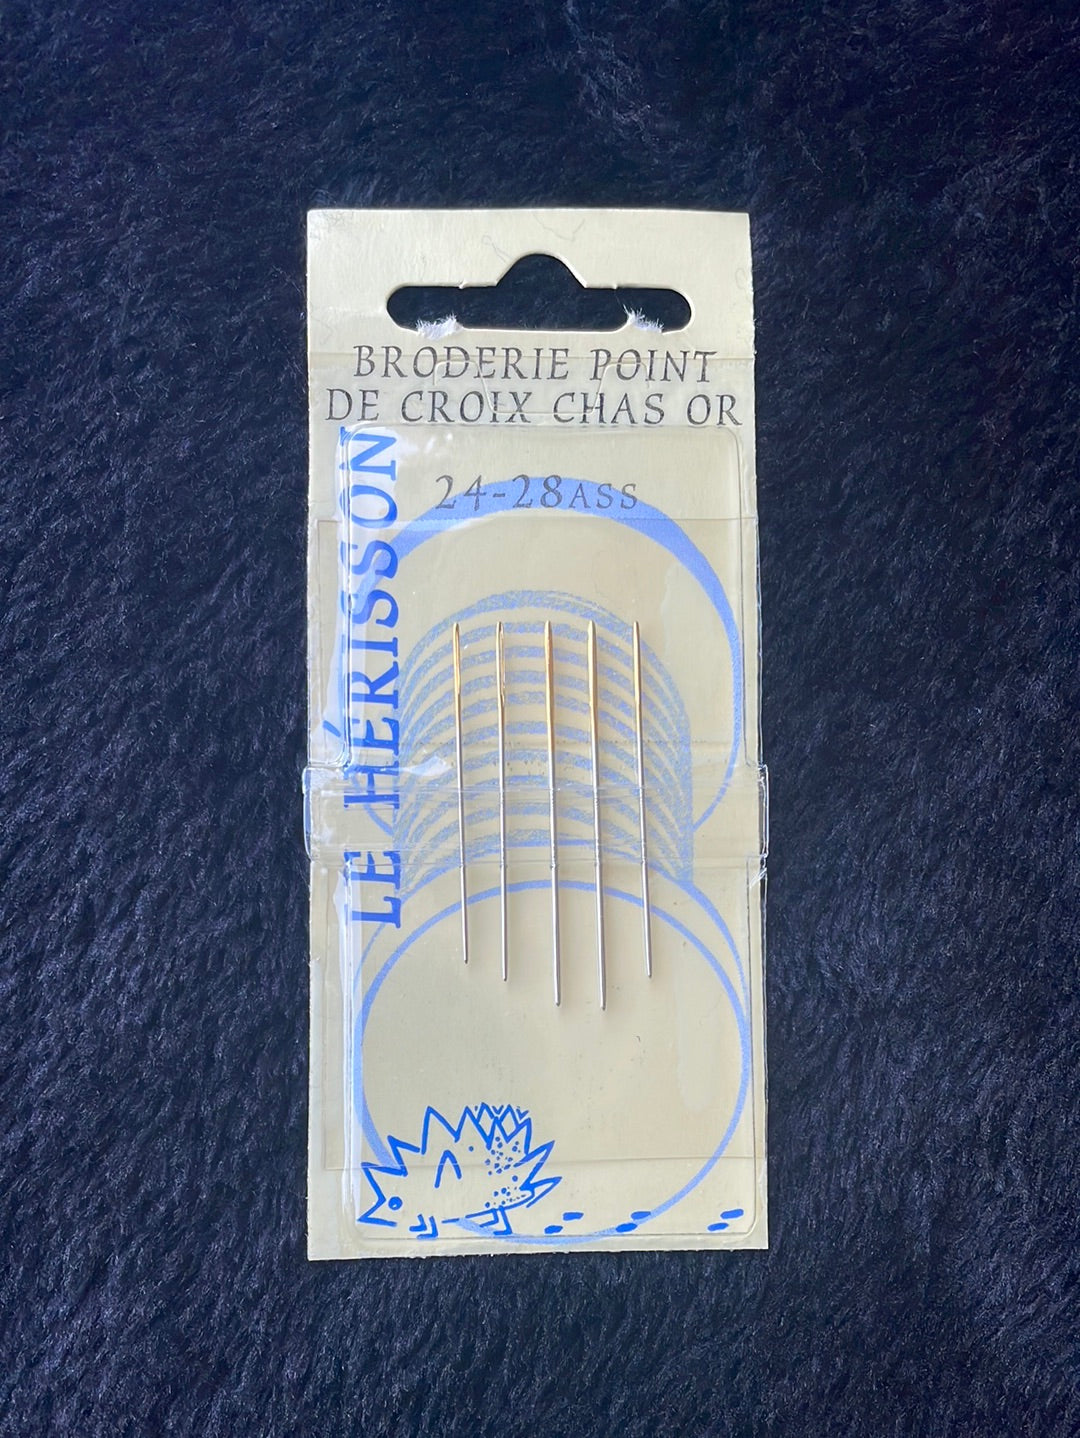 BRODERIE POINT
DE CROIX CHAS OR
24-28ASS
LE HÉRISSON